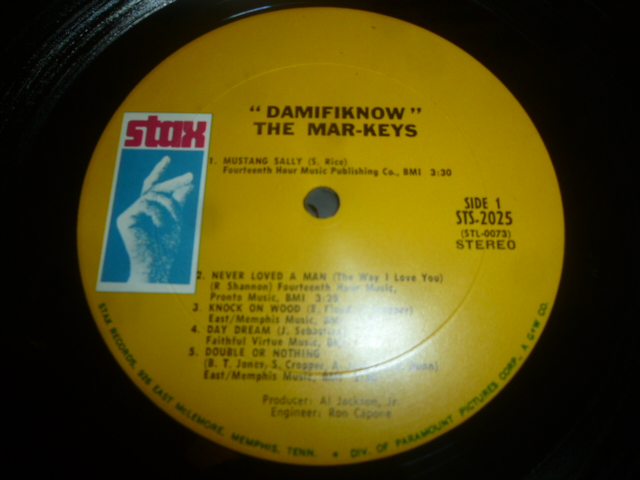 stax
"DAMIFIKNOW"
THE MAR-KEYS
1. MUSTANG SALLY (S. Rice)
Fourteenth Hour Music Publishing Co., BMI 3:30
SIDE 1
STS-2025
(STL-0073)
STEREO
2. NEVER LOVED A MAN (The Way I Love You)
(R. Shannon) Fourteenth Hour Music,
Pronto Music, BMI 3:28
3. KNOCK ON WOOD (E.
East/Memphis Music,
4. DAY DREAM (J.
Faithful Virtue Music,
5. DOUBLE OR NOTHING
(B. T. Jones, S. Cropper,
East/Memphis Music,
Producer: Al Jackson, Jr.
Engineer: Ron Capone
STAX RECORDS, 926 EAST McLEMORE, MEMPHIS, TENN. • DIV. OF PARAMOUNT PICTURES CORP., A G+W CO.